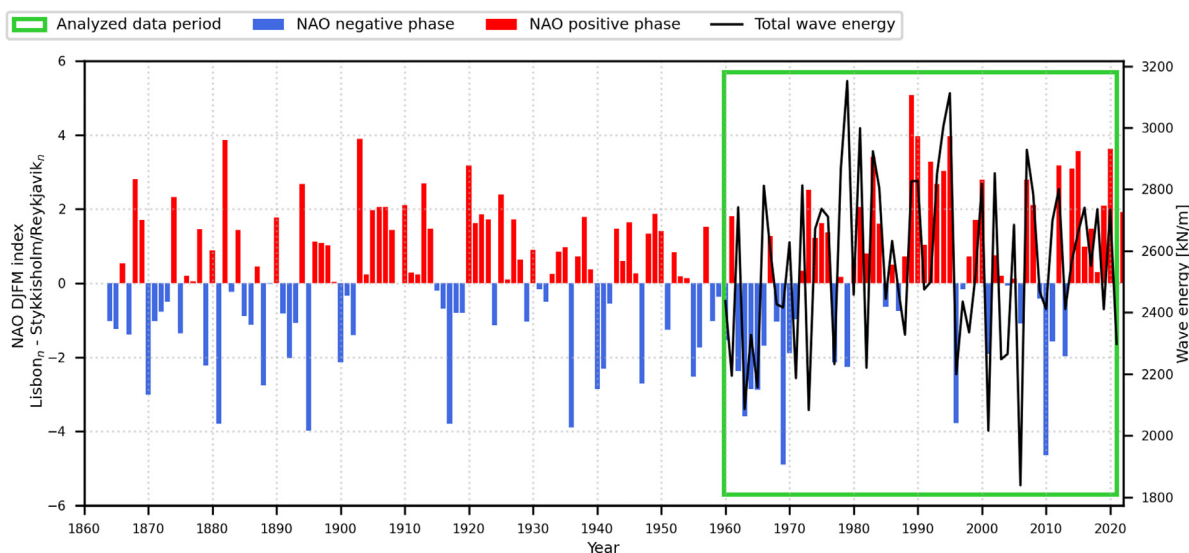 Analyzed data period NAO negative phase NAO positive phase Total wave energy
NAO DJFM index
Lisbonₙ - Stykkisholm/Reykjavikₙ
6
4
2
0
−2
−4
−6
1860 1870 1880 1890 1900 1910 1920 1930 1940 1950 1960 1970 1980 1990 2000 2010 2020
Year
3200
3000
2800
2600
2400
2200
2000
1800
Wave energy [kN/m]